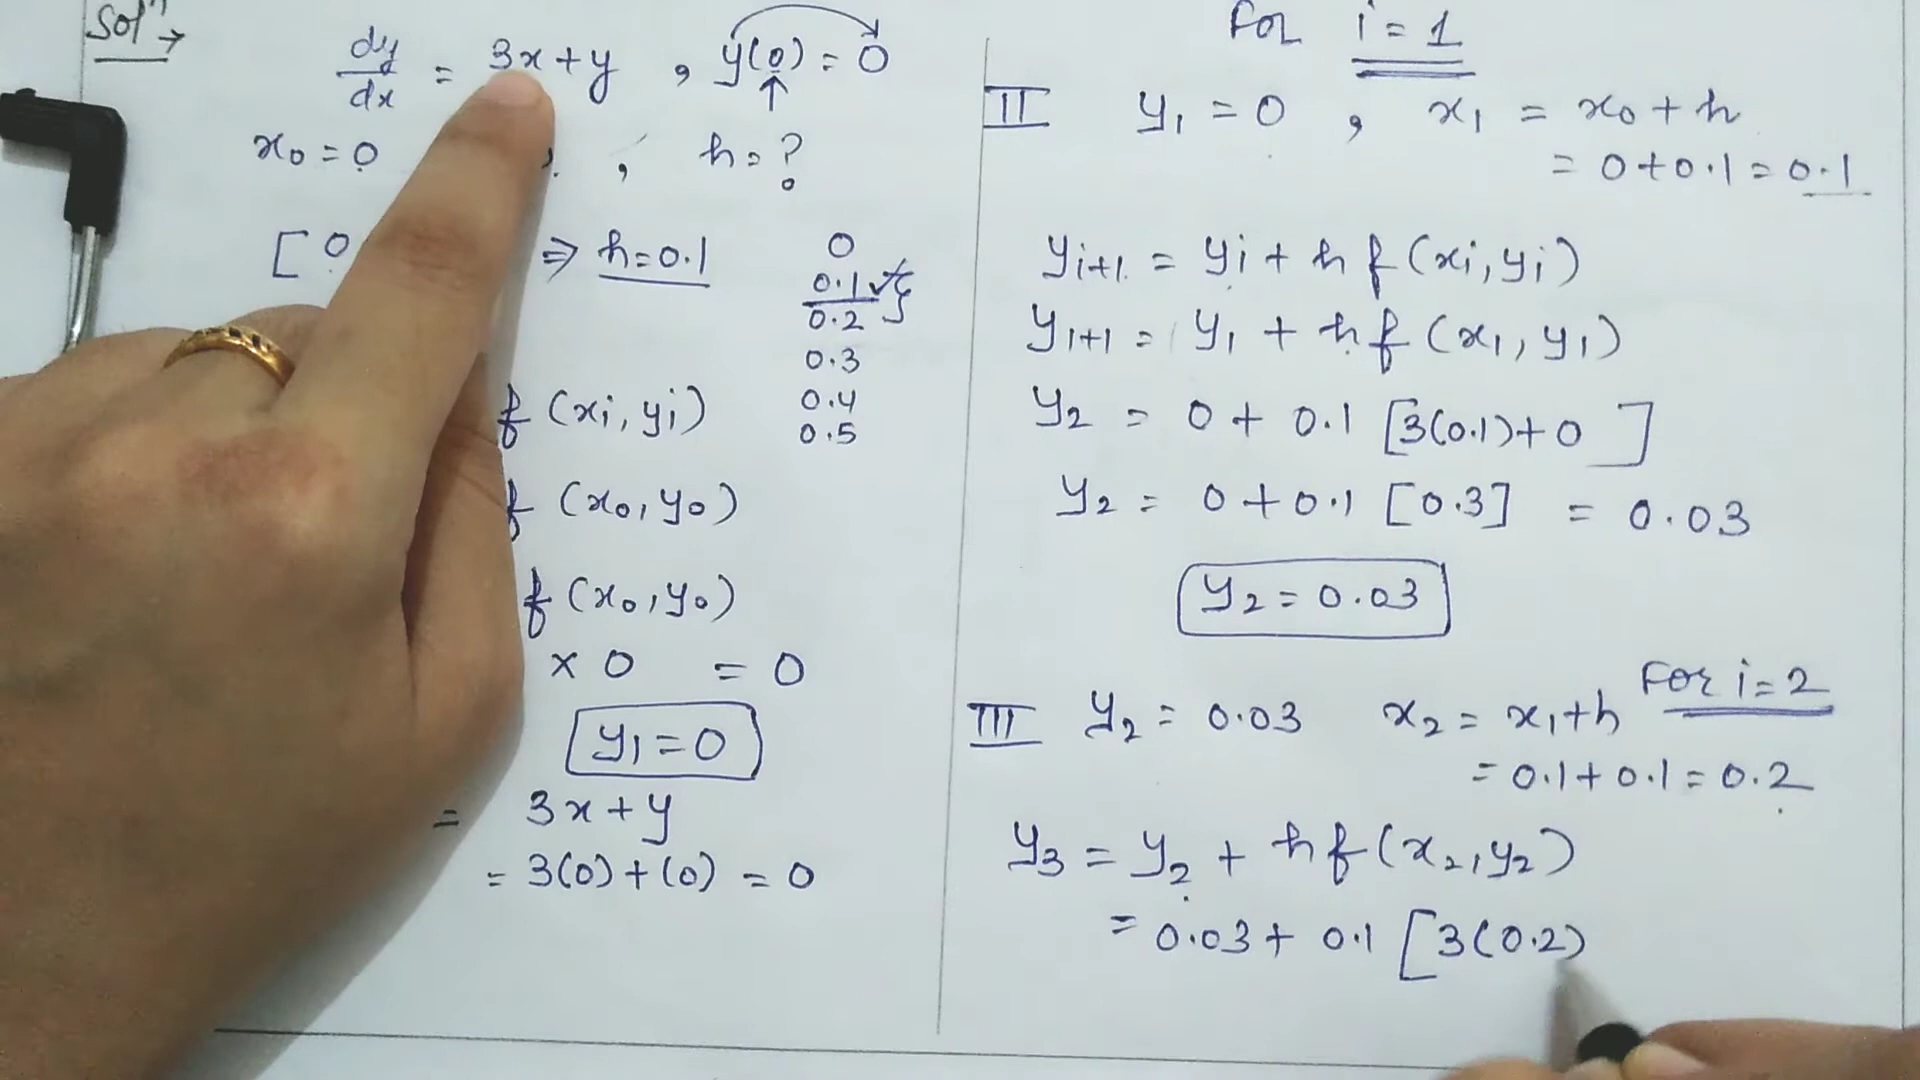 Solⁿ →
dy/dx = 3x + y , y(0) = 0
x₀ = 0 , , h = ?
[ 0 ⇒ h = 0.1
0
0.1 ✓
0.2
0.3
0.4
0.5
f (xi, yi)
f (x₀, y₀)
f (x₀, y₀)
x 0 = 0
y₁ = 0
= 3x + y
= 3(0) + (0) = 0
For i = 1
II y₁ = 0 , x₁ = x₀ + h
= 0 + 0.1 = 0.1
yi+1 = yi + h f (xi, yi)
y1+1 = y₁ + h f (x₁, y₁)
y₂ = 0 + 0.1 [3(0.1) + 0 ]
y₂ = 0 + 0.1 [0.3] = 0.03
y₂ = 0.03
For i = 2
III y₂ = 0.03 x₂ = x₁ + h
= 0.1 + 0.1 = 0.2
y₃ = y₂ + h f (x₂, y₂)
= 0.03 + 0.1 [3(0.2)